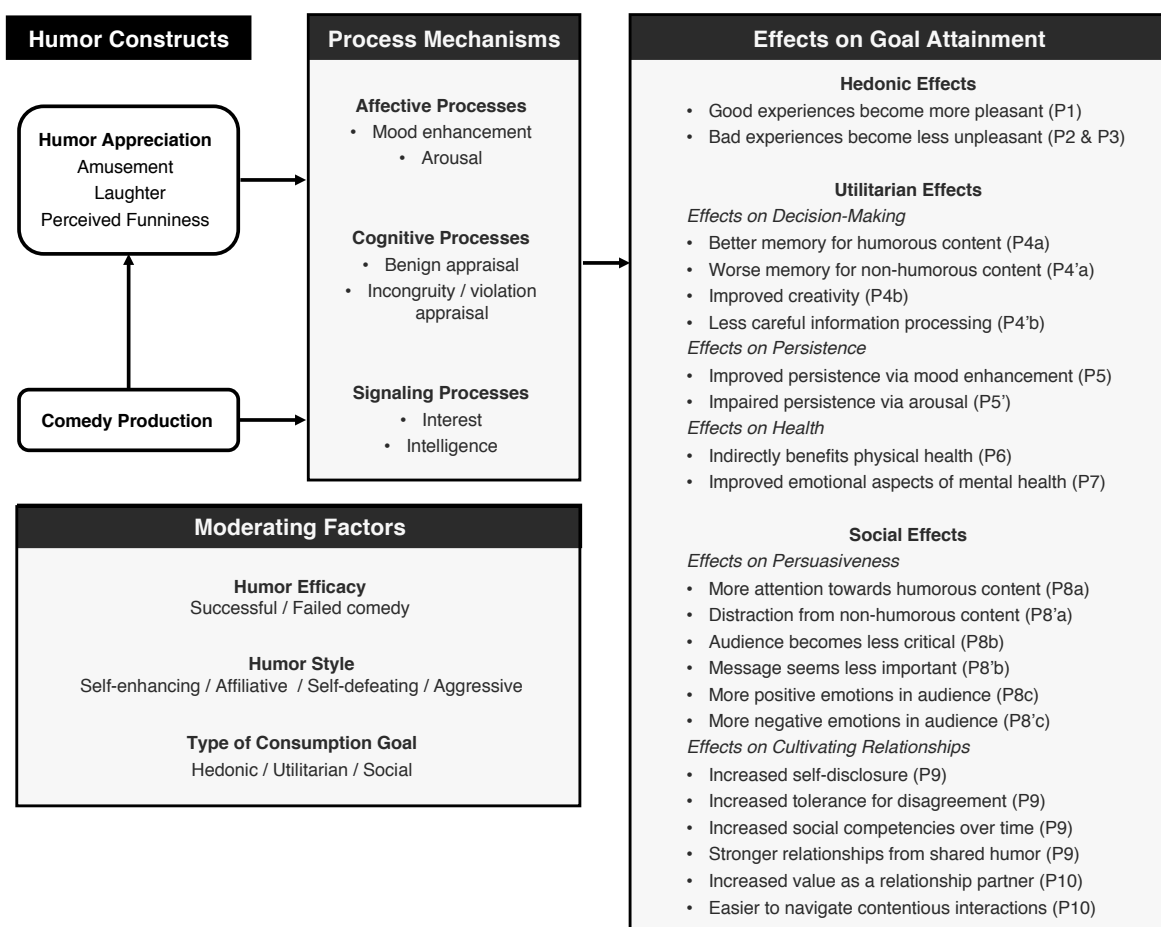 Humor Constructs
Humor Appreciation
Amusement
Laughter
Perceived Funniness
Comedy Production
Process Mechanisms
Affective Processes
• Mood enhancement
• Arousal
Cognitive Processes
• Benign appraisal
• Incongruity / violation
appraisal
Signaling Processes
• Interest
• Intelligence
Moderating Factors
Humor Efficacy
Successful / Failed comedy
Humor Style
Self-enhancing / Affiliative / Self-defeating / Aggressive
Type of Consumption Goal
Hedonic / Utilitarian / Social
Effects on Goal Attainment
Hedonic Effects
• Good experiences become more pleasant (P1)
• Bad experiences become less unpleasant (P2 & P3)
Utilitarian Effects
Effects on Decision-Making
• Better memory for humorous content (P4a)
• Worse memory for non-humorous content (P4’a)
• Improved creativity (P4b)
• Less careful information processing (P4’b)
Effects on Persistence
• Improved persistence via mood enhancement (P5)
• Impaired persistence via arousal (P5’)
Effects on Health
• Indirectly benefits physical health (P6)
• Improved emotional aspects of mental health (P7)
Social Effects
Effects on Persuasiveness
• More attention towards humorous content (P8a)
• Distraction from non-humorous content (P8’a)
• Audience becomes less critical (P8b)
• Message seems less important (P8’b)
• More positive emotions in audience (P8c)
• More negative emotions in audience (P8’c)
Effects on Cultivating Relationships
• Increased self-disclosure (P9)
• Increased tolerance for disagreement (P9)
• Increased social competencies over time (P9)
• Stronger relationships from shared humor (P9)
• Increased value as a relationship partner (P10)
• Easier to navigate contentious interactions (P10)